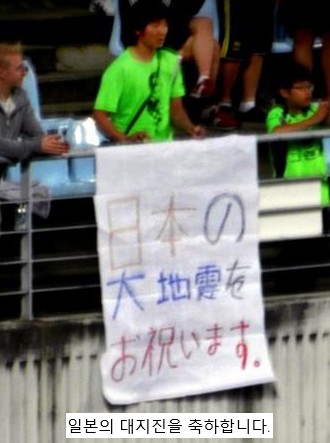 日本の
大地震を
お祝います。
일본의 대지진을 축하합니다.